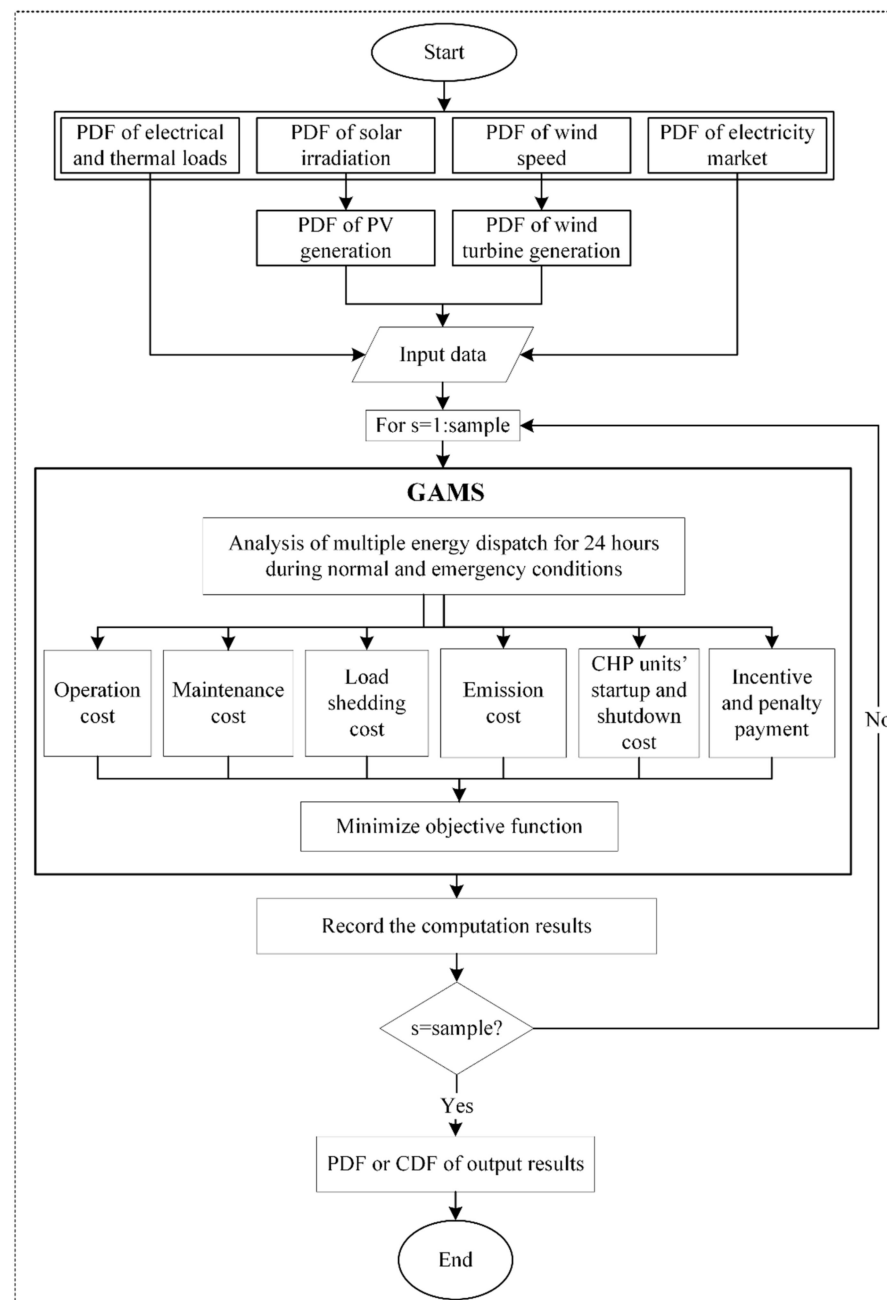 Start
PDF of electrical
and thermal loads
PDF of solar
irradiation
PDF of wind
speed
PDF of electricity
market
PDF of PV
generation
PDF of wind
turbine generation
Input data
For s=1:sample
GAMS
Analysis of multiple energy dispatch for 24 hours
during normal and emergency conditions
Operation
cost
Maintenance
cost
Load
shedding
cost
Emission
cost
CHP units’
startup and
shutdown
cost
Incentive
and penalty
payment
No
Minimize objective function
Record the computation results
s=sample?
Yes
PDF or CDF of output results
End